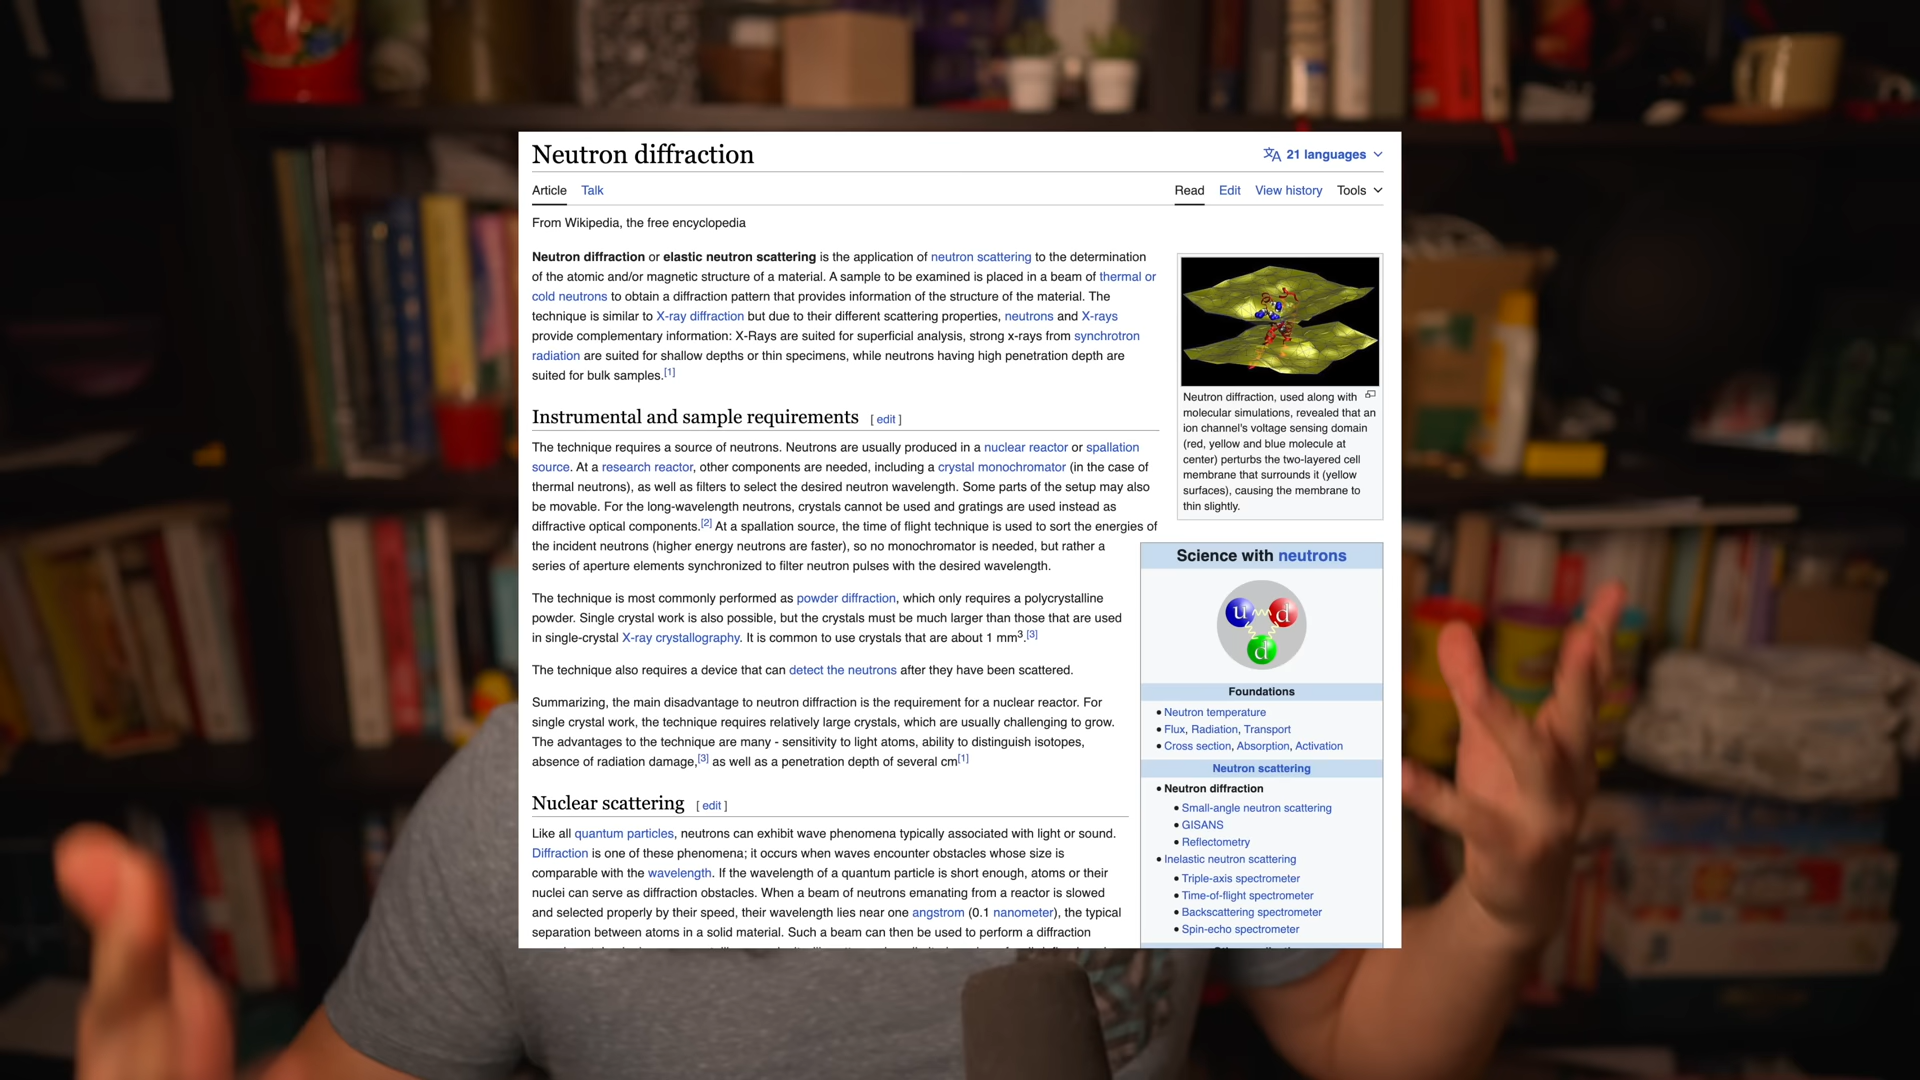 Neutron diffraction
21 languages
Article Talk
Read Edit View history Tools
From Wikipedia, the free encyclopedia
Neutron diffraction or elastic neutron scattering is the application of neutron scattering to the determination
of the atomic and/or magnetic structure of a material. A sample to be examined is placed in a beam of thermal or
cold neutrons to obtain a diffraction pattern that provides information of the structure of the material. The
technique is similar to X-ray diffraction but due to their different scattering properties, neutrons and X-rays
provide complementary information: X-Rays are suited for superficial analysis, strong x-rays from synchrotron
radiation are suited for shallow depths or thin specimens, while neutrons having high penetration depth are
suited for bulk samples.[1]
Instrumental and sample requirements [ edit ]
The technique requires a source of neutrons. Neutrons are usually produced in a nuclear reactor or spallation
source. At a research reactor, other components are needed, including a crystal monochromator (in the case of
thermal neutrons), as well as filters to select the desired neutron wavelength. Some parts of the setup may also
be movable. For the long-wavelength neutrons, crystals cannot be used and gratings are used instead as
diffractive optical components.[2] At a spallation source, the time of flight technique is used to sort the energies of
the incident neutrons (higher energy neutrons are faster), so no monochromator is needed, but rather a
series of aperture elements synchronized to filter neutron pulses with the desired wavelength.
The technique is most commonly performed as powder diffraction, which only requires a polycrystalline
powder. Single crystal work is also possible, but the crystals must be much larger than those that are used
in single-crystal X-ray crystallography. It is common to use crystals that are about 1 mm³.[3]
The technique also requires a device that can detect the neutrons after they have been scattered.
Summarizing, the main disadvantage to neutron diffraction is the requirement for a nuclear reactor. For
single crystal work, the technique requires relatively large crystals, which are usually challenging to grow.
The advantages to the technique are many - sensitivity to light atoms, ability to distinguish isotopes,
absence of radiation damage,[3] as well as a penetration depth of several cm[1]
Nuclear scattering [ edit ]
Like all quantum particles, neutrons can exhibit wave phenomena typically associated with light or sound.
Diffraction is one of these phenomena; it occurs when waves encounter obstacles whose size is
comparable with the wavelength. If the wavelength of a quantum particle is short enough, atoms or their
nuclei can serve as diffraction obstacles. When a beam of neutrons emanating from a reactor is slowed
and selected properly by their speed, their wavelength lies near one angstrom (0.1 nanometer), the typical
separation between atoms in a solid material. Such a beam can then be used to perform a diffraction
Neutron diffraction, used along with
molecular simulations, revealed that an
ion channel's voltage sensing domain
(red, yellow and blue molecule at
center) perturbs the two-layered cell
membrane that surrounds it (yellow
surfaces), causing the membrane to
thin slightly.
Science with neutrons
u d
d
Foundations
• Neutron temperature
• Flux, Radiation, Transport
• Cross section, Absorption, Activation
Neutron scattering
• Neutron diffraction
• Small-angle neutron scattering
• GISANS
• Reflectometry
• Inelastic neutron scattering
• Triple-axis spectrometer
• Time-of-flight spectrometer
• Backscattering spectrometer
• Spin-echo spectrometer